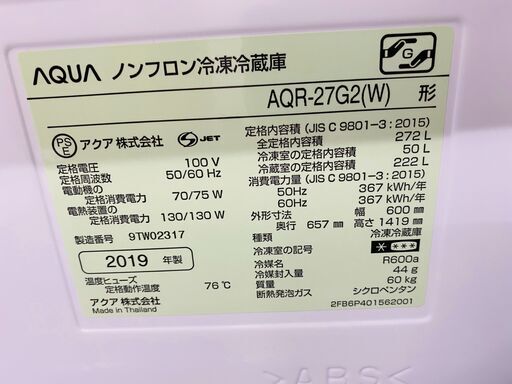 AQUA ノンフロン冷凍冷蔵庫
G
AQR-27G2(W) 形
PS E アクア株式会社 S JET
定格電圧 100 V
定格周波数 50/60 Hz
電動機の
定格消費電力 70/75 W
電熱装置の
定格消費電力 130/130 W
製造番号 9TW02317
2019 年製
温度ヒューズ
定格動作温度 76℃
アクア株式会社
Made in Thailand
定格内容積 (JIS C 9801-3 : 2015)
全定格内容積 272 L
冷凍室の定格内容積 50 L
冷蔵室の定格内容積 222 L
消費電力量 (JIS C 9801-3 : 2015)
50Hz 367 kWh/年
60Hz 367 kWh/年
外形寸法 : 幅 600 mm
奥行 657 mm 高さ 1419 mm
種類 冷凍冷蔵庫
冷凍室の記号 * ***
冷媒名 R600a
冷媒封入量 44 g
質量 60 kg
断熱発泡ガス シクロペンタン
2FB6P401562001
>ABS<